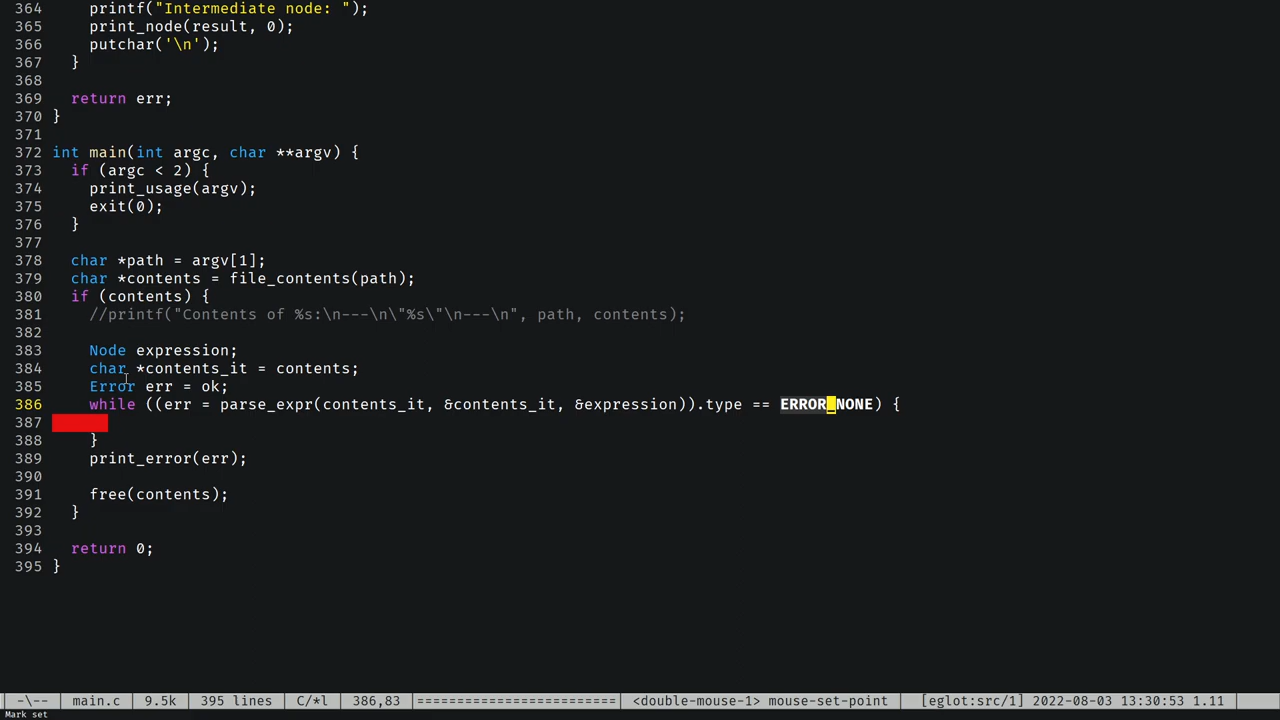 364     printf("Intermediate node: ");
365     print_node(result, 0);
366     putchar('\n');
367   }
368
369   return err;
370 }
371
372 int main(int argc, char **argv) {
373   if (argc < 2) {
374     print_usage(argv);
375     exit(0);
376   }
377
378   char *path = argv[1];
379   char *contents = file_contents(path);
380   if (contents) {
381     //printf("Contents of %s:\n---\n\"%s\"\n---\n", path, contents);
382
383     Node expression;
384     char *contents_it = contents;
385     Error err = ok;
386     while ((err = parse_expr(contents_it, &contents_it, &expression)).type == ERROR_NONE) {
387
388     }
389     print_error(err);
390
391     free(contents);
392   }
393
394   return 0;
395 }
-\-- main.c 9.5k 395 lines C/*l 386,83 ========================= <double-mouse-1> mouse-set-point [eglot:src/1] 2022-08-03 13:30:53 1.11
Mark set